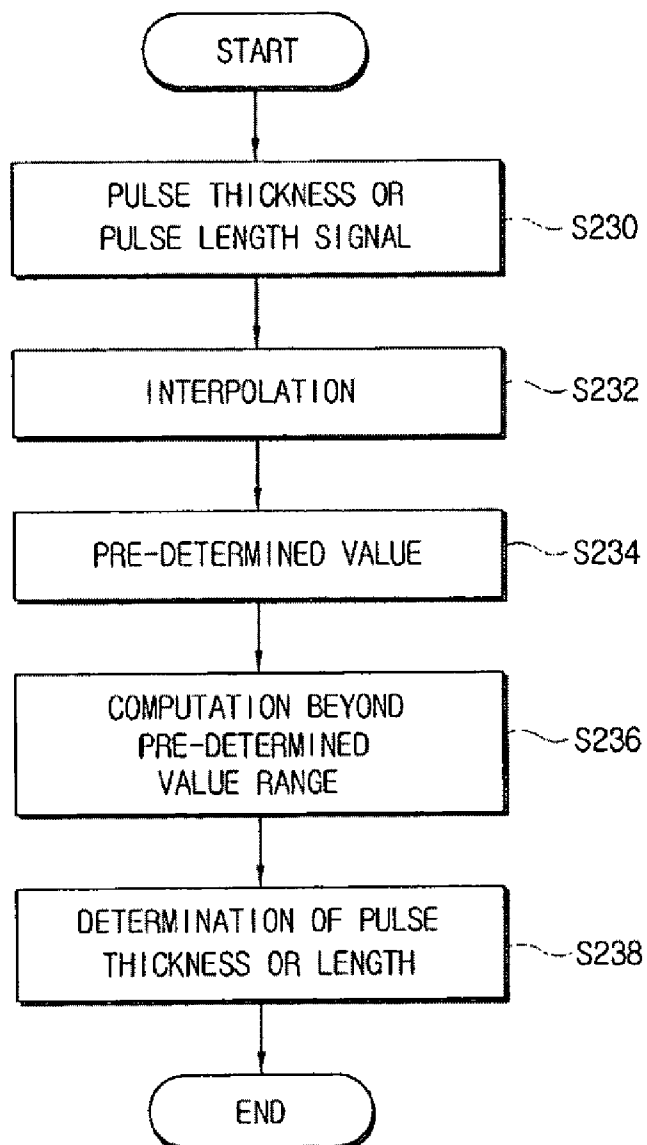 START
PULSE THICKNESS OR
PULSE LENGTH SIGNAL
S230
INTERPOLATION
S232
PRE-DETERMINED VALUE
S234
COMPUTATION BEYOND
PRE-DETERMINED
VALUE RANGE
S236
DETERMINATION OF PULSE
THICKNESS OR LENGTH
S238
END